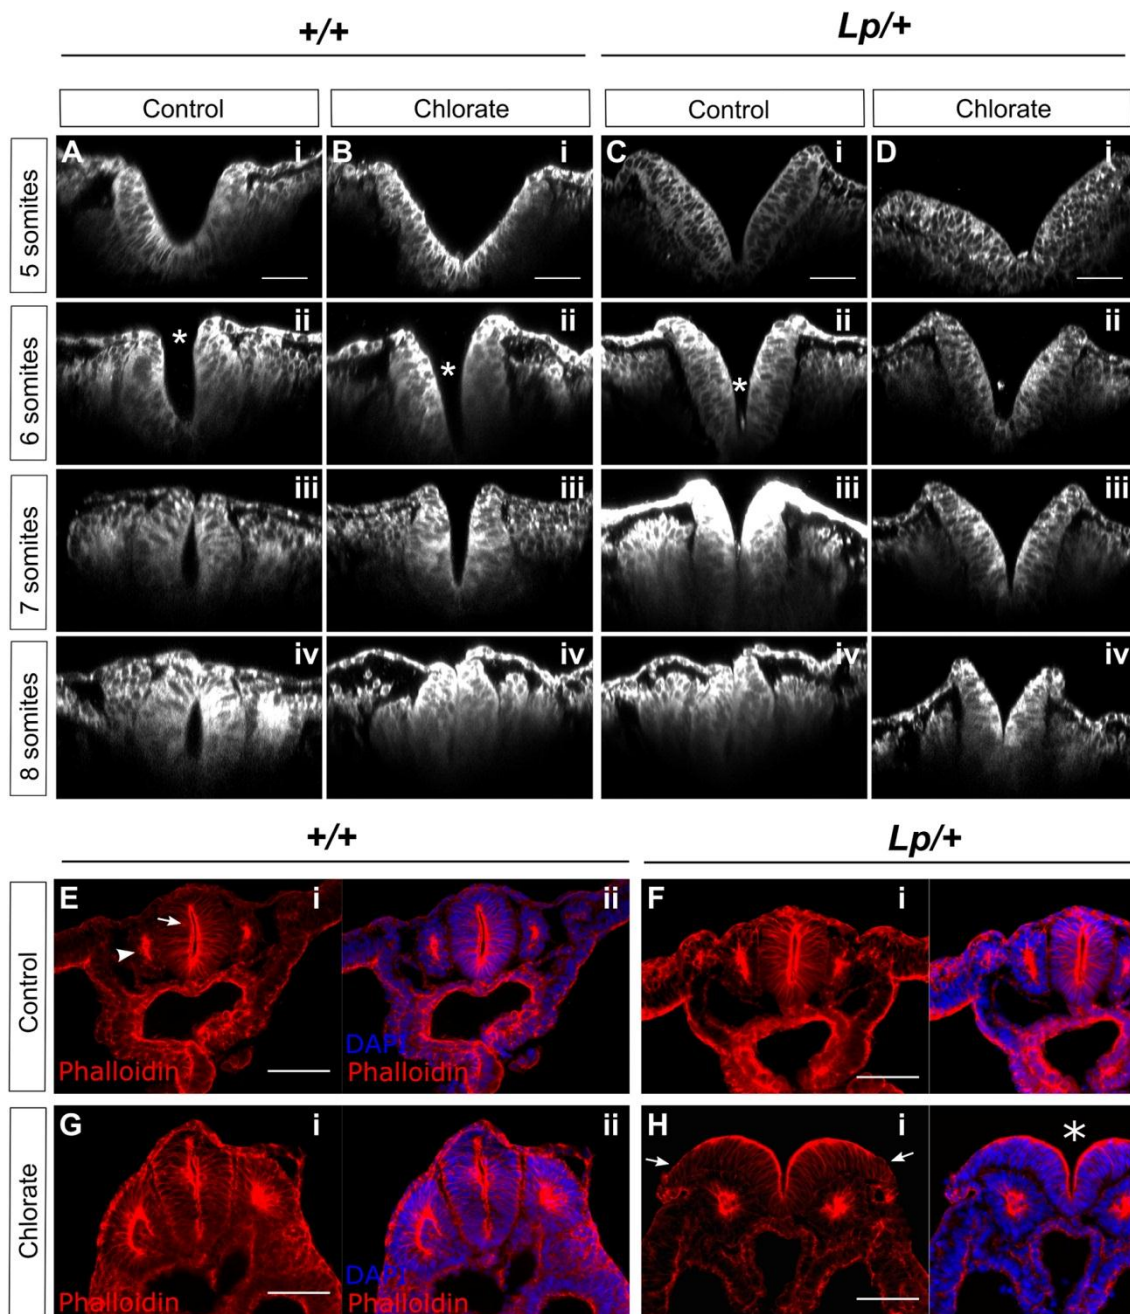 +/+ Lp/+
Control Chlorate Control Chlorate
5 somites A i B i C i D i
6 somites ii * ii * ii * ii
7 somites iii iii iii iii
8 somites iv iv iv iv
+/+ Lp/+
Control E i ii F i
Phalloidin DAPI
Phalloidin
Chlorate G i ii H i *
Phalloidin DAPI
Phalloidin